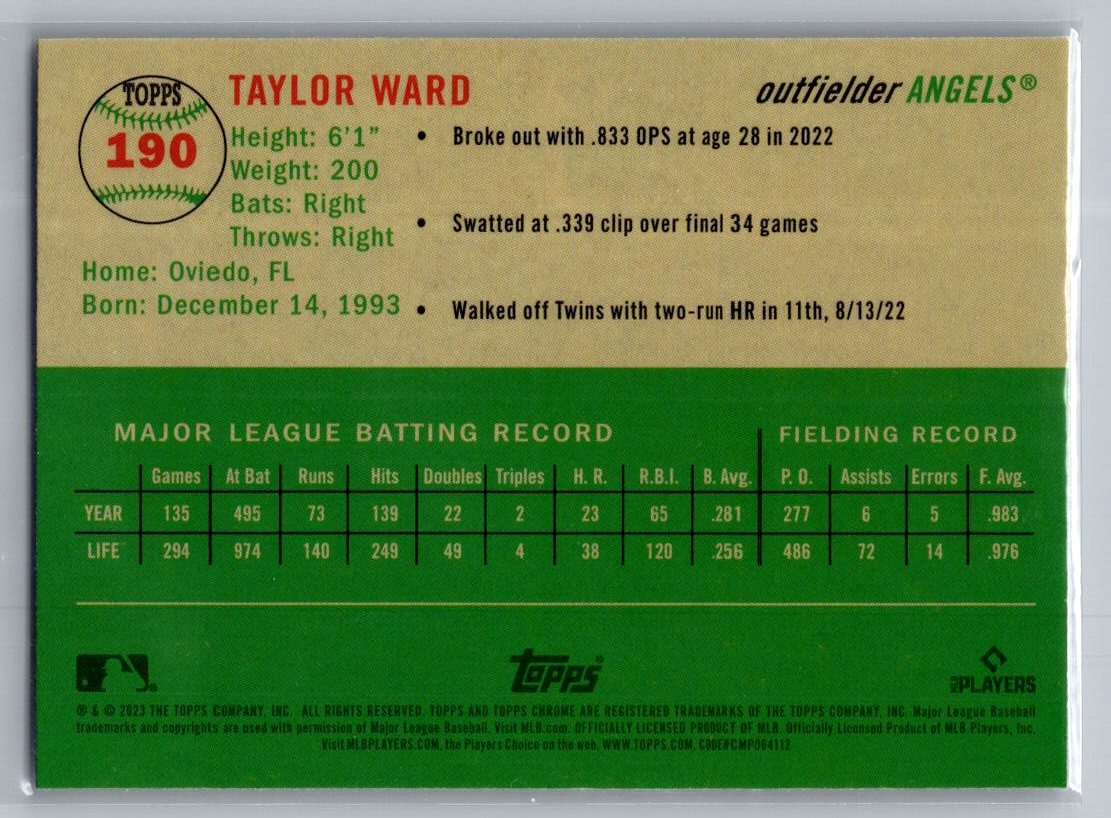 TOPPS
190
TAYLOR WARD
outfielder ANGELS®
Height: 6'1"
Weight: 200
Bats: Right
Throws: Right
Home: Oviedo, FL
Born: December 14, 1993
• Broke out with .833 OPS at age 28 in 2022
• Swatted at .339 clip over final 34 games
• Walked off Twins with two-run HR in 11th, 8/13/22
MAJOR LEAGUE BATTING RECORD FIELDING RECORD
Games At Bat Runs Hits Doubles Triples H. R. R.B.I. B. Avg. P. O. Assists Errors F. Avg.
YEAR 135 495 73 139 22 2 23 65 .281 277 6 5 .983
LIFE 294 974 140 249 49 4 38 120 .256 486 72 14 .976
Topps
PLAYERS
® & © 2023 THE TOPPS COMPANY, INC. ALL RIGHTS RESERVED. TOPPS AND TOPPS CHROME ARE REGISTERED TRADEMARKS OF THE TOPPS COMPANY, INC. Major League Baseball
trademarks and copyrights are used with permission of Major League Baseball. Visit MLB.com. OFFICIALLY LICENSED PRODUCT OF MLB Players, Inc.
Visit MLBPLAYERS.COM, the Players Choice on the web. WWW.TOPPS.COM. CODE#CMP064112